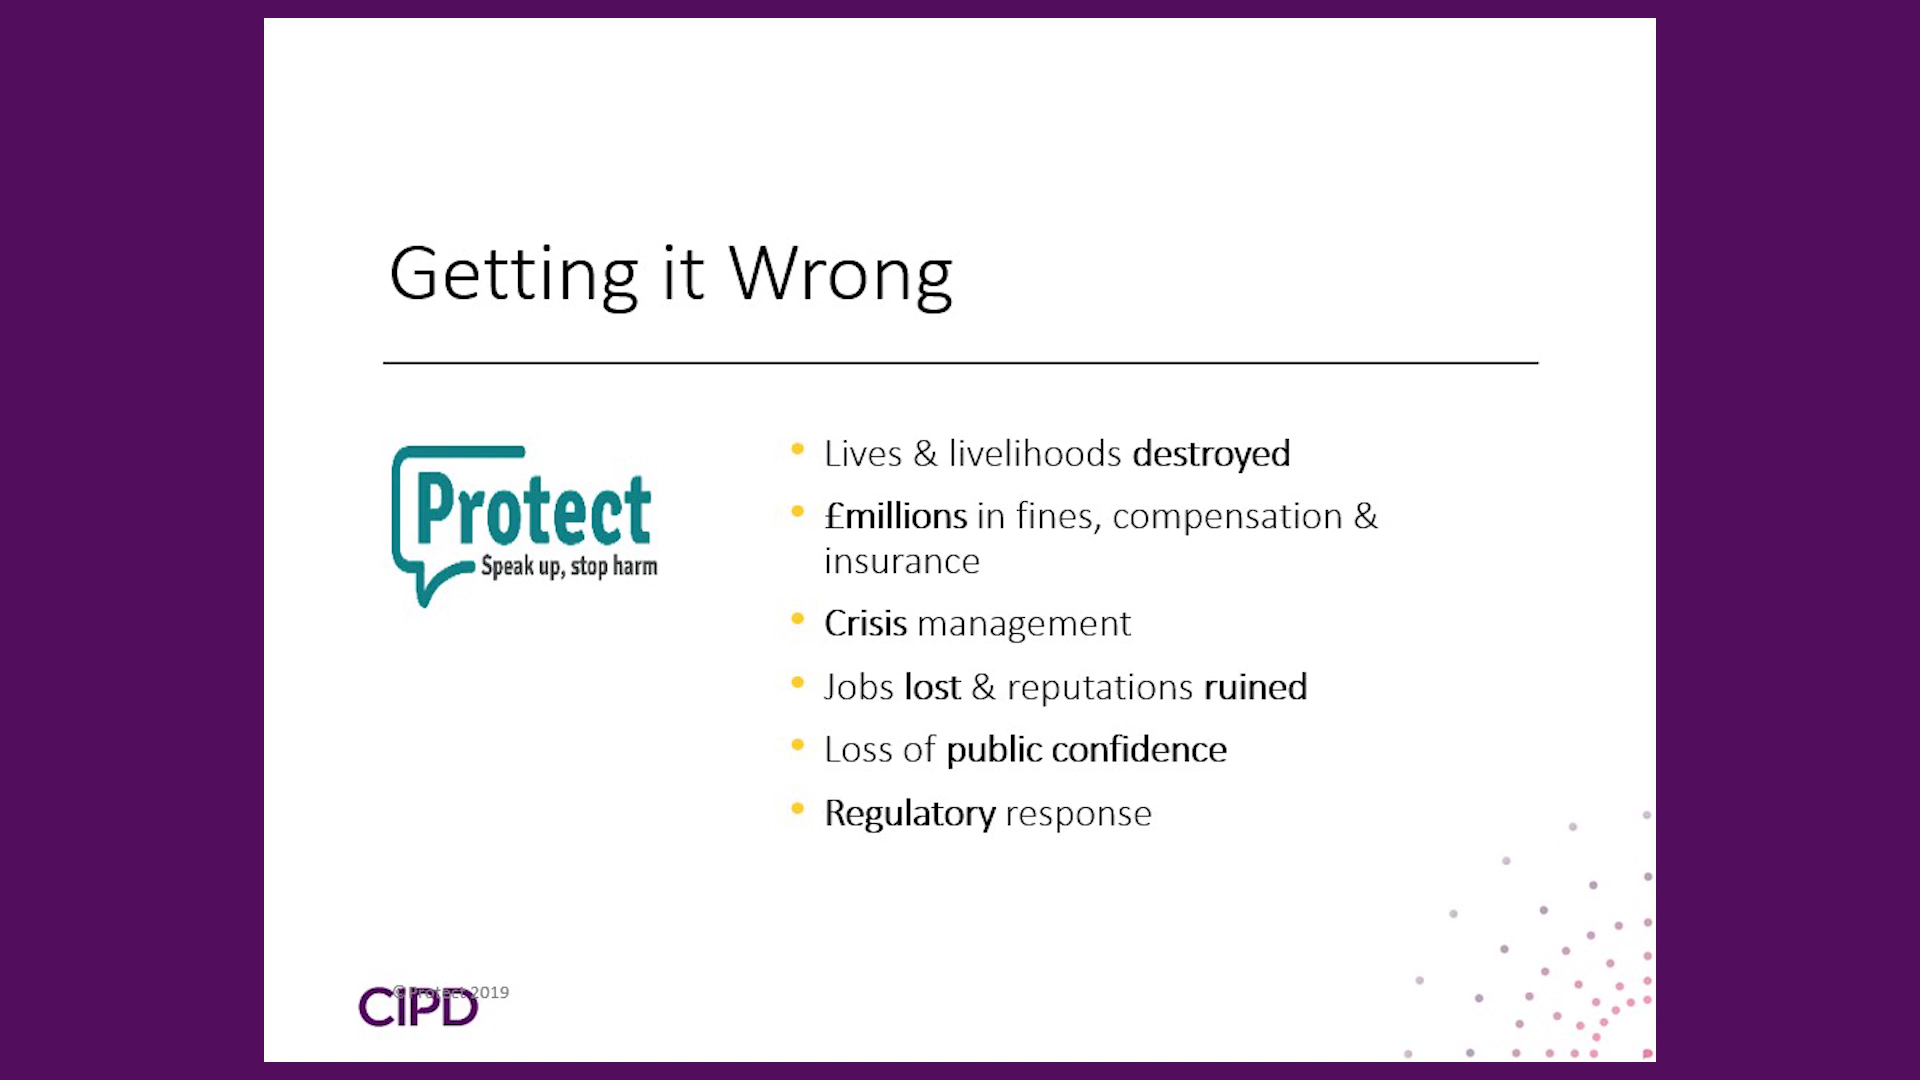 Getting it Wrong
Protect
Speak up, stop harm
• Lives & livelihoods destroyed
• £millions in fines, compensation &
insurance
• Crisis management
• Jobs lost & reputations ruined
• Loss of public confidence
• Regulatory response
©Protect 2019
CIPD